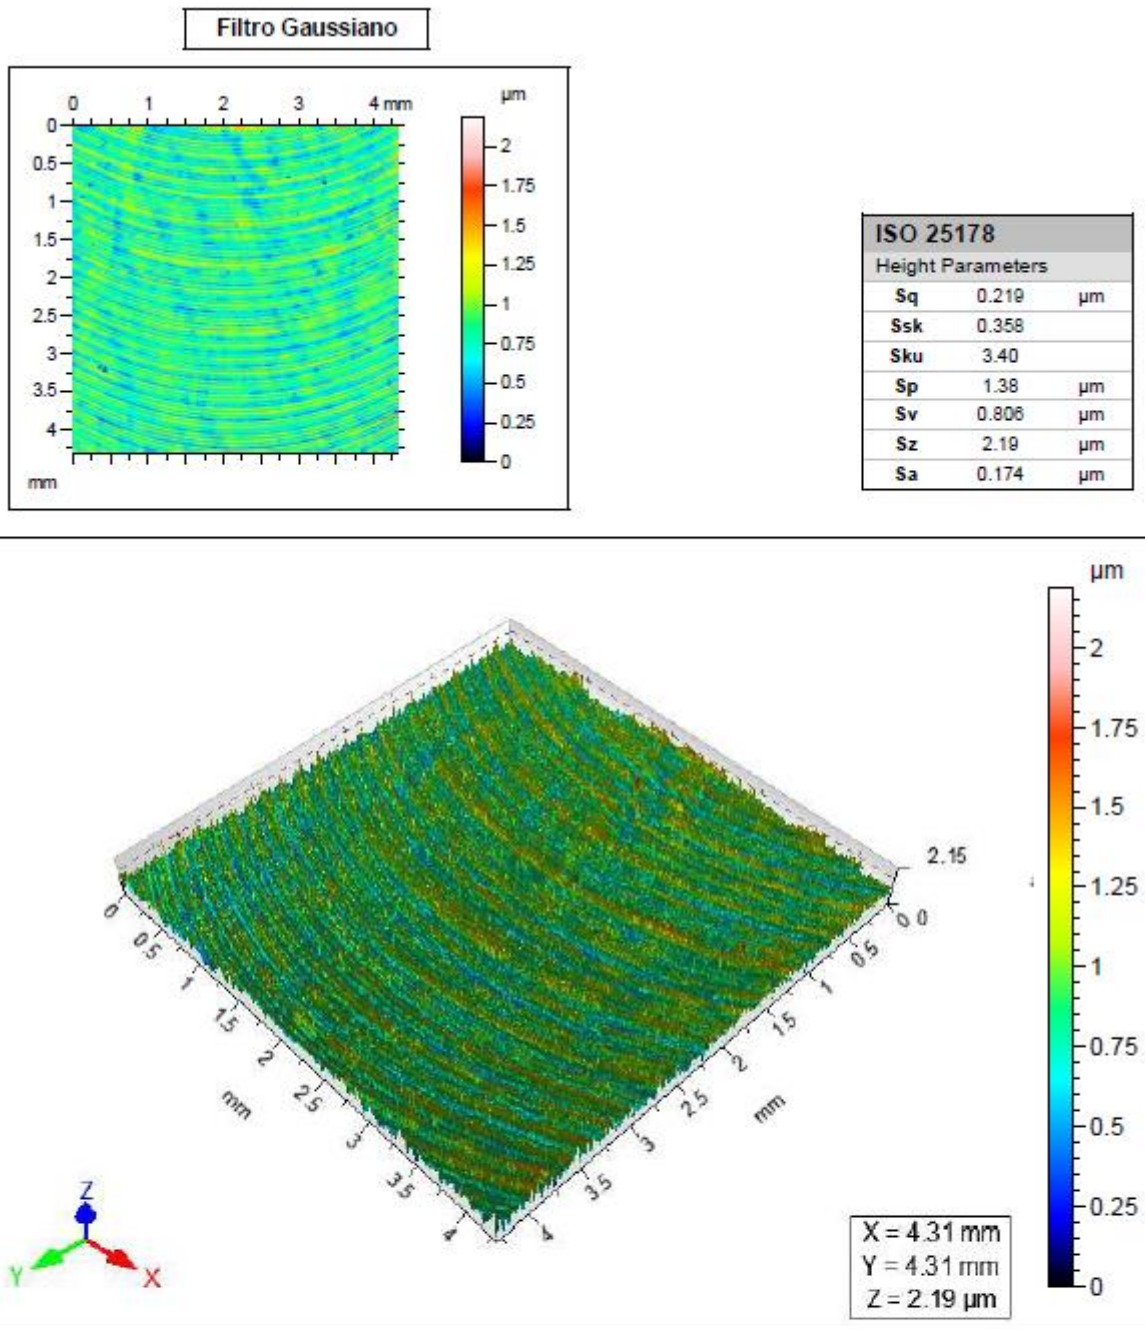 Filtro Gaussiano
0 1 2 3 4 mm
µm
0
0.5
1
1.5
2
2.5
3
3.5
4
mm
2
1.75
1.5
1.25
1
0.75
0.5
0.25
0
ISO 25178
Height Parameters
Sq 0.219 µm
Ssk 0.358
Sku 3.40
Sp 1.38 µm
Sv 0.806 µm
Sz 2.19 µm
Sa 0.174 µm
µm
2
1.75
1.5
1.25
1
0.75
0.5
0.25
0
2.15
0
0
0.5
1
1.5
2
2.5
3
3.5
4
mm
0
0.5
1
1.5
2
2.5
3
3.5
4
mm
Z
Y
X
X = 4.31 mm
Y = 4.31 mm
Z = 2.19 µm